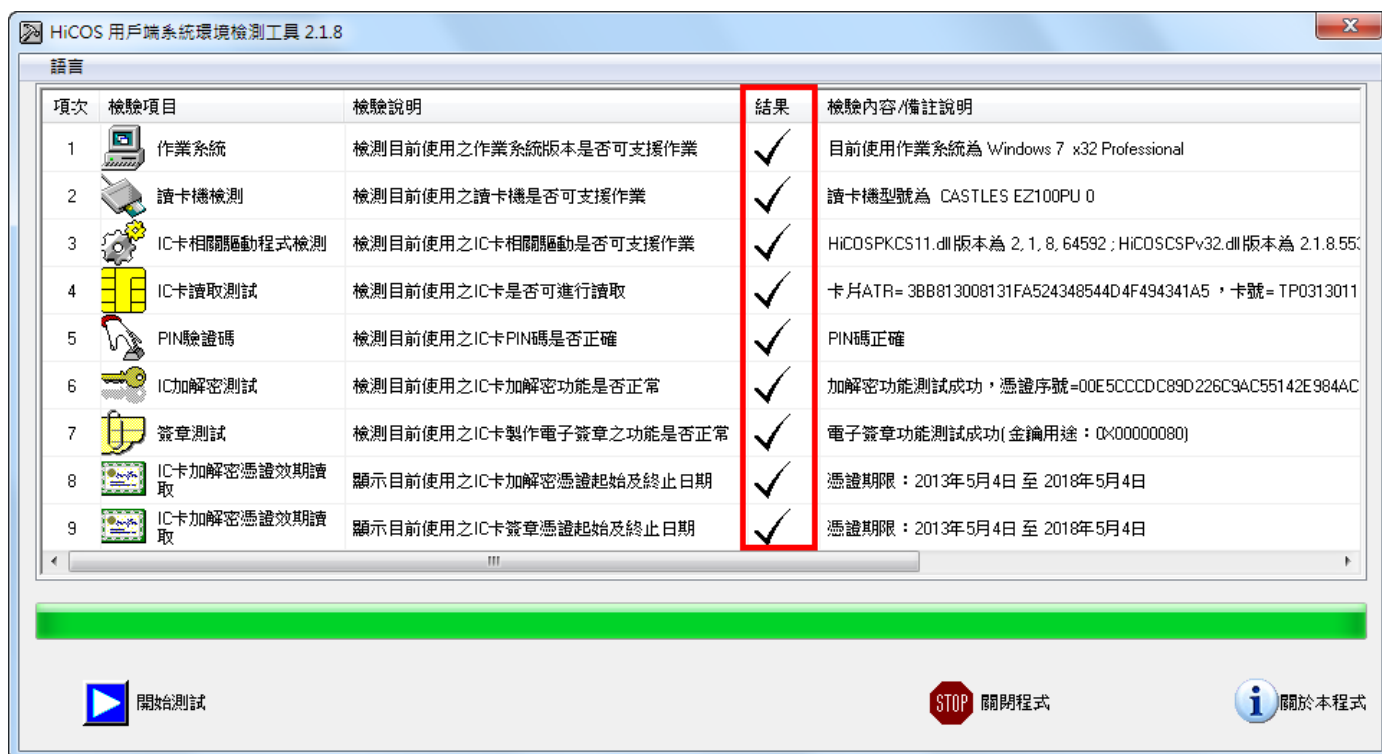 HiCOS 用戶端系統環境檢測工具 2.1.8
語言
項次 檢驗項目 檢驗說明 結果 檢驗內容/備註說明
1 作業系統 檢測目前使用之作業系統版本是否可支援作業 目前使用作業系統為 Windows 7 x32 Professional
2 讀卡機檢測 檢測目前使用之讀卡機是否可支援作業 讀卡機型號為 CASTLES EZ100PU 0
3 IC卡相關驅動程式檢測 檢測目前使用之IC卡相關驅動是否可支援作業 HiCOSPKCS11.dll版本為 2, 1, 8, 64592 ; HiCOSCSPv32.dll版本為 2.1.8.553
4 IC卡讀取測試 檢測目前使用之IC卡是否可進行讀取 卡片ATR= 3BB813008131FA524348544D4F494341A5 ，卡號= TP0313011
5 PIN驗證碼 檢測目前使用之IC卡PIN碼是否正確 PIN碼正確
6 IC加解密測試 檢測目前使用之IC卡加解密功能是否正常 加解密功能測試成功，憑證序號=00E5CCCDC89D226C9AC55142E984AC
7 簽章測試 檢測目前使用之IC卡製作電子簽章之功能是否正常 電子簽章功能測試成功(金鑰用途：0X00000080)
8 IC卡加解密憑證效期讀取 顯示目前使用之IC卡加解密憑證起始及終止日期 憑證期限：2013年5月4日 至 2018年5月4日
9 IC卡加解密憑證效期讀取 顯示目前使用之IC卡簽章憑證起始及終止日期 憑證期限：2013年5月4日 至 2018年5月4日
開始測試 STOP 關閉程式 關於本程式